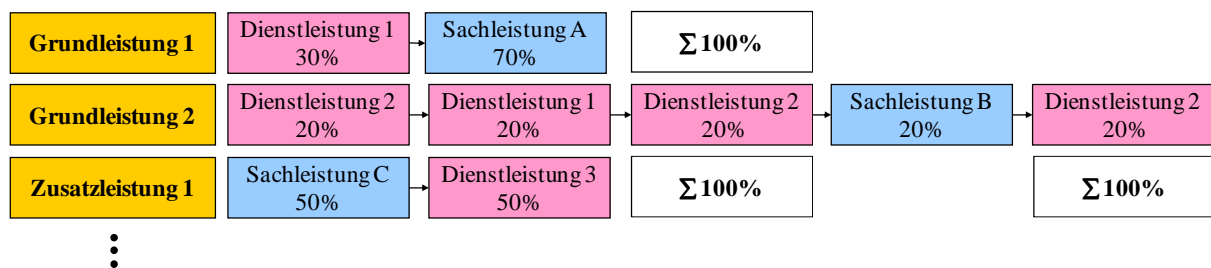 Grundleistung 1
Dienstleistung 1
30%
Sachleistung A
70%
∑ 100%
Grundleistung 2
Dienstleistung 2
20%
Dienstleistung 1
20%
Dienstleistung 2
20%
Sachleistung B
20%
Dienstleistung 2
20%
Zusatzleistung 1
Sachleistung C
50%
Dienstleistung 3
50%
∑ 100%
∑ 100%